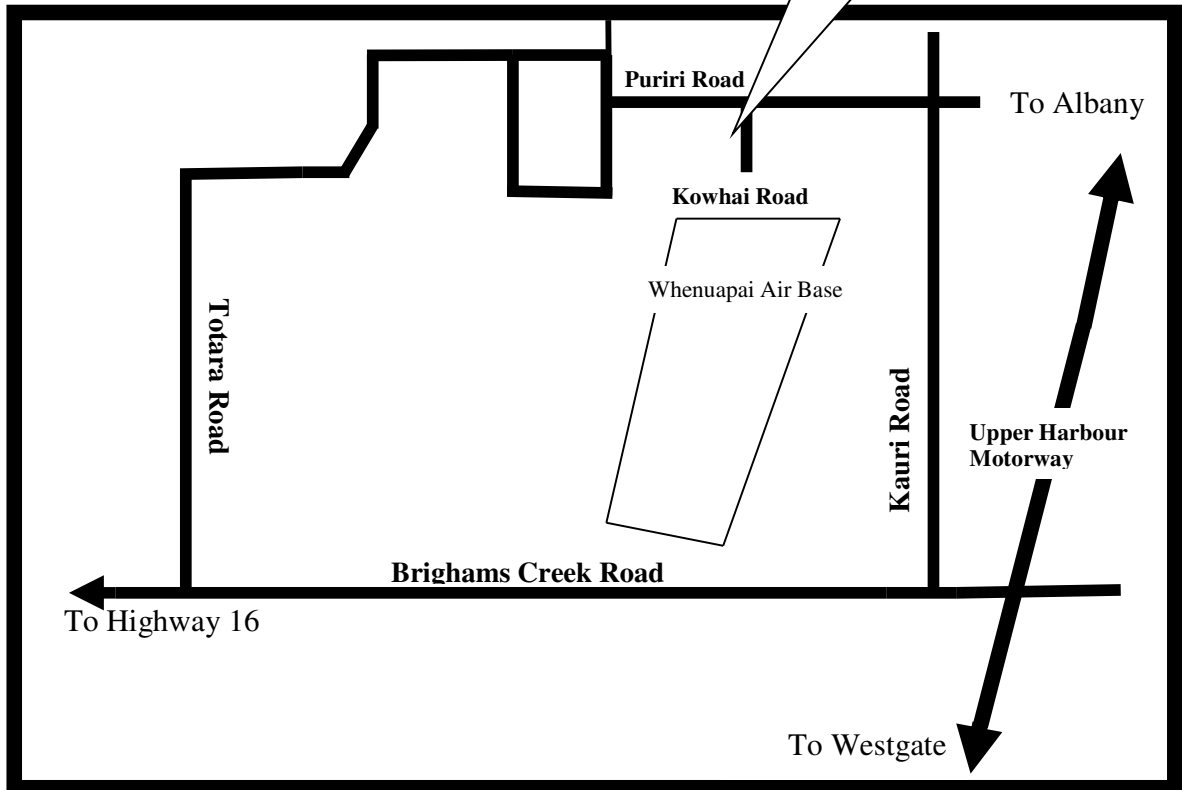 Puriri Road
To Albany
Kowhai Road
Whenuapai Air Base
Totara Road
Kauri Road
Upper Harbour
Motorway
Brighams Creek Road
To Highway 16
To Westgate